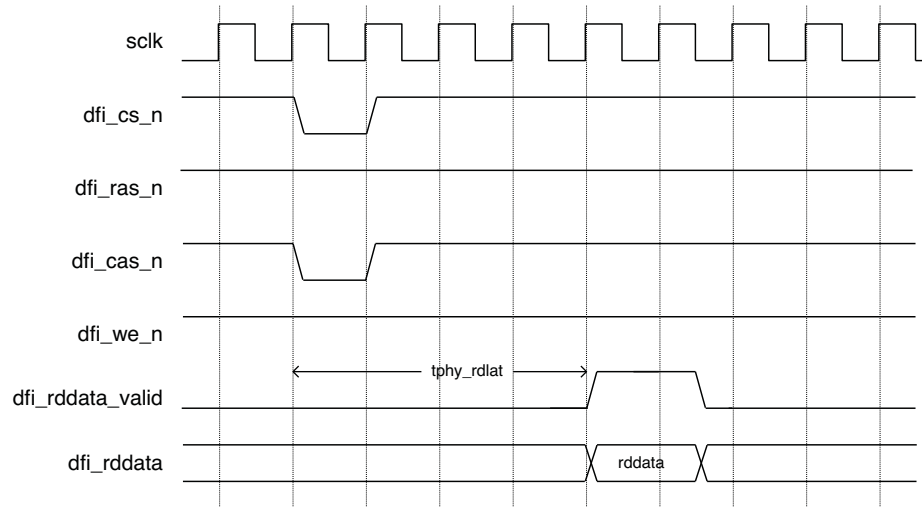 sclk
dfi_cs_n
dfi_ras_n
dfi_cas_n
dfi_we_n
tphy_rdlat
dfi_rddata_valid
dfi_rddata
rddata